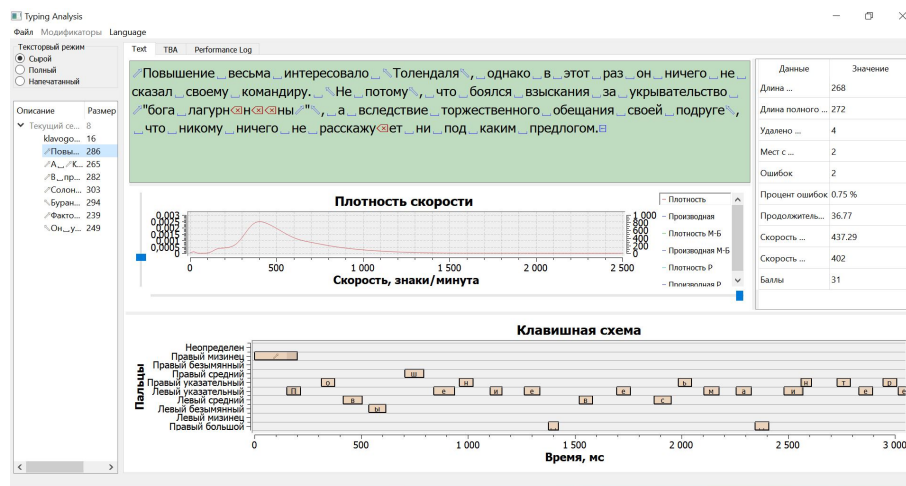 Typing Analysis
Файл Модификаторы Language
Текстовый режим
Сырой
Полный
Напечатанный
Text TBA Performance Log
⇗Повышение⎵весьма⎵интересовало⎵⇗Толендаля⇖,⎵однако⎵в⎵этот⎵раз⎵он⎵ничего⎵не⎵
сказал⎵своему⎵командиру.⎵⇖Не⎵потому⇗,⎵что⎵боялся⎵взыскания⎵за⎵укрывательство⎵
⇗"бога⎵лагурн⌫н⌫⌫ны⇗"⇖,⎵а⎵вследствие⎵торжественного⎵обещания⎵своей⎵подруге⇖,
⎵что⎵никому⎵ничего⎵не⎵расскажу⌫ет⎵ни⎵под⎵каким⎵предлогом.
Описание Размер
Текущий се... 8
klavogo... 16
⇗Повы... 286
⇗А⎵⇗К... 265
⇗В⎵пр... 282
⇗Солон... 303
⇖Буран... 294
⇗Факто... 239
⇖Он⎵у... 249
Данные Значение
Длина ... 268
Длина полного ... 272
Удалено ... 4
Мест с ... 2
Ошибок 2
Процент ошибок 0.75 %
Продолжитель... 36.77
Скорость ... 437.29
Скорость ... 402
Баллы 31
Плотность скорости
0,003
0,0025
0,0015
0,001
0,0005
0
1 000
800
600
400
200
0
0 500 1 000 1 500 2 000 2 500
Скорость, знаки/минута
Плотность
Производная
Плотность М-Б
Производная М-Б
Плотность Р
Производная Р
Клавишная схема
Пальцы
Неопределен
Правый мизинец
Правый безымянный
Правый средний
Правый указательный
Левый указательный
Левый средний
Левый безымянный
Левый мизинец
Правый большой
⇗
ш
о н ь н т р
П е и е е м а и е е
в в с
ы
0 500 1 000 1 500 2 000 2 500 3 000
Время, мс